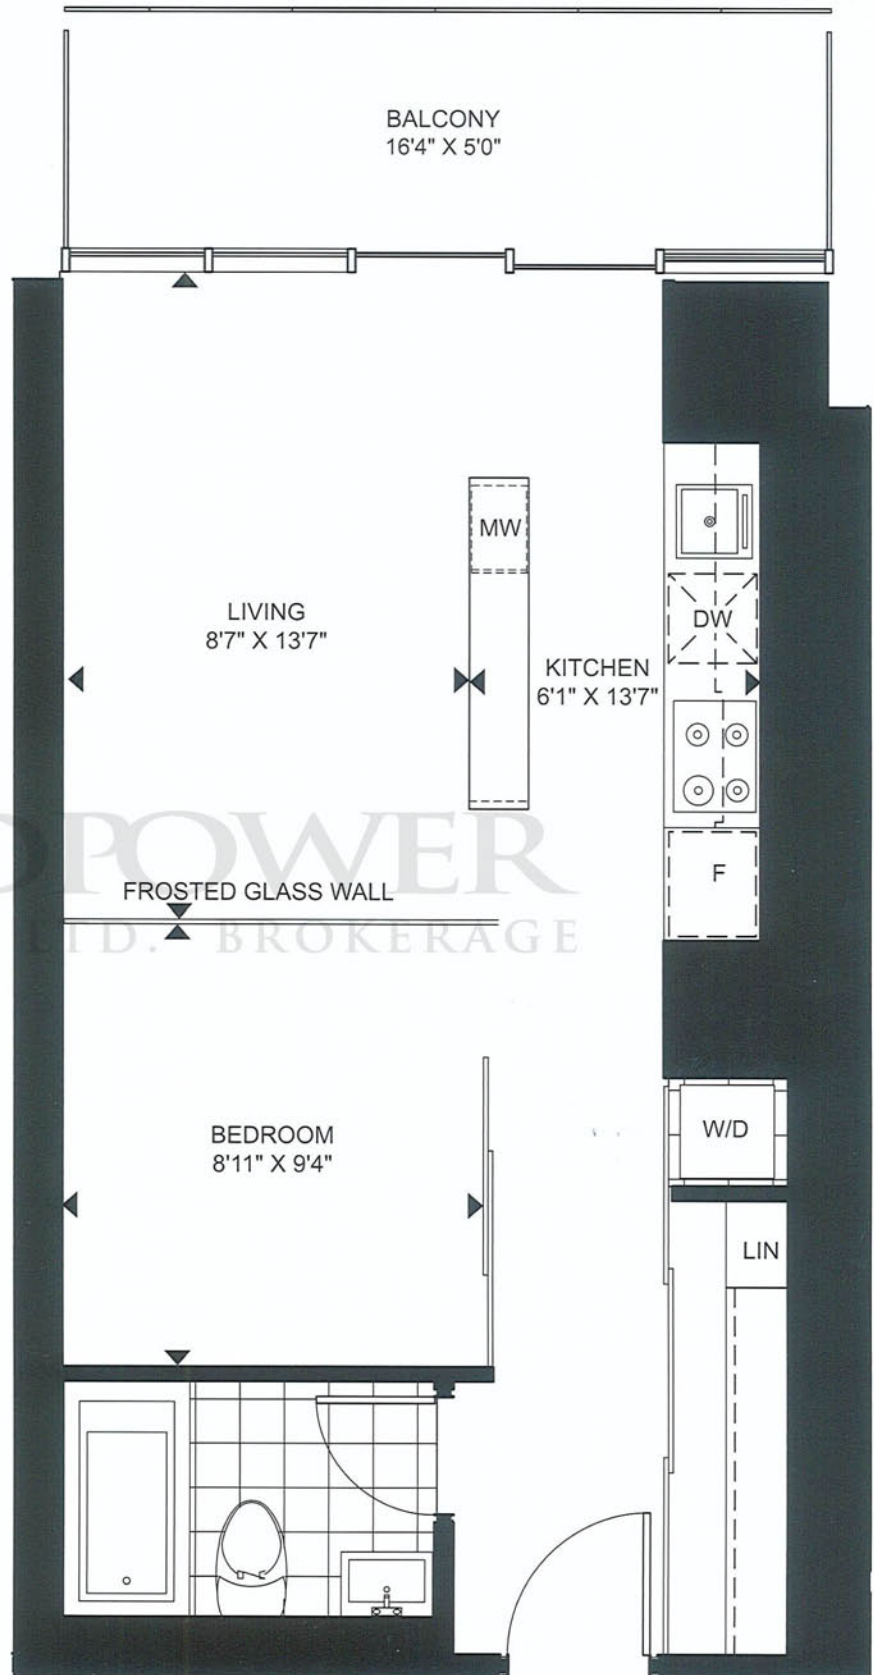 BALCONY
16'4" X 5'0"
MW
LIVING
8'7" X 13'7"
DW
KITCHEN
6'1" X 13'7"
F
POWER
FROSTED GLASS WALL
LTD. BROKERAGE
BEDROOM
8'11" X 9'4"
W/D
LIN